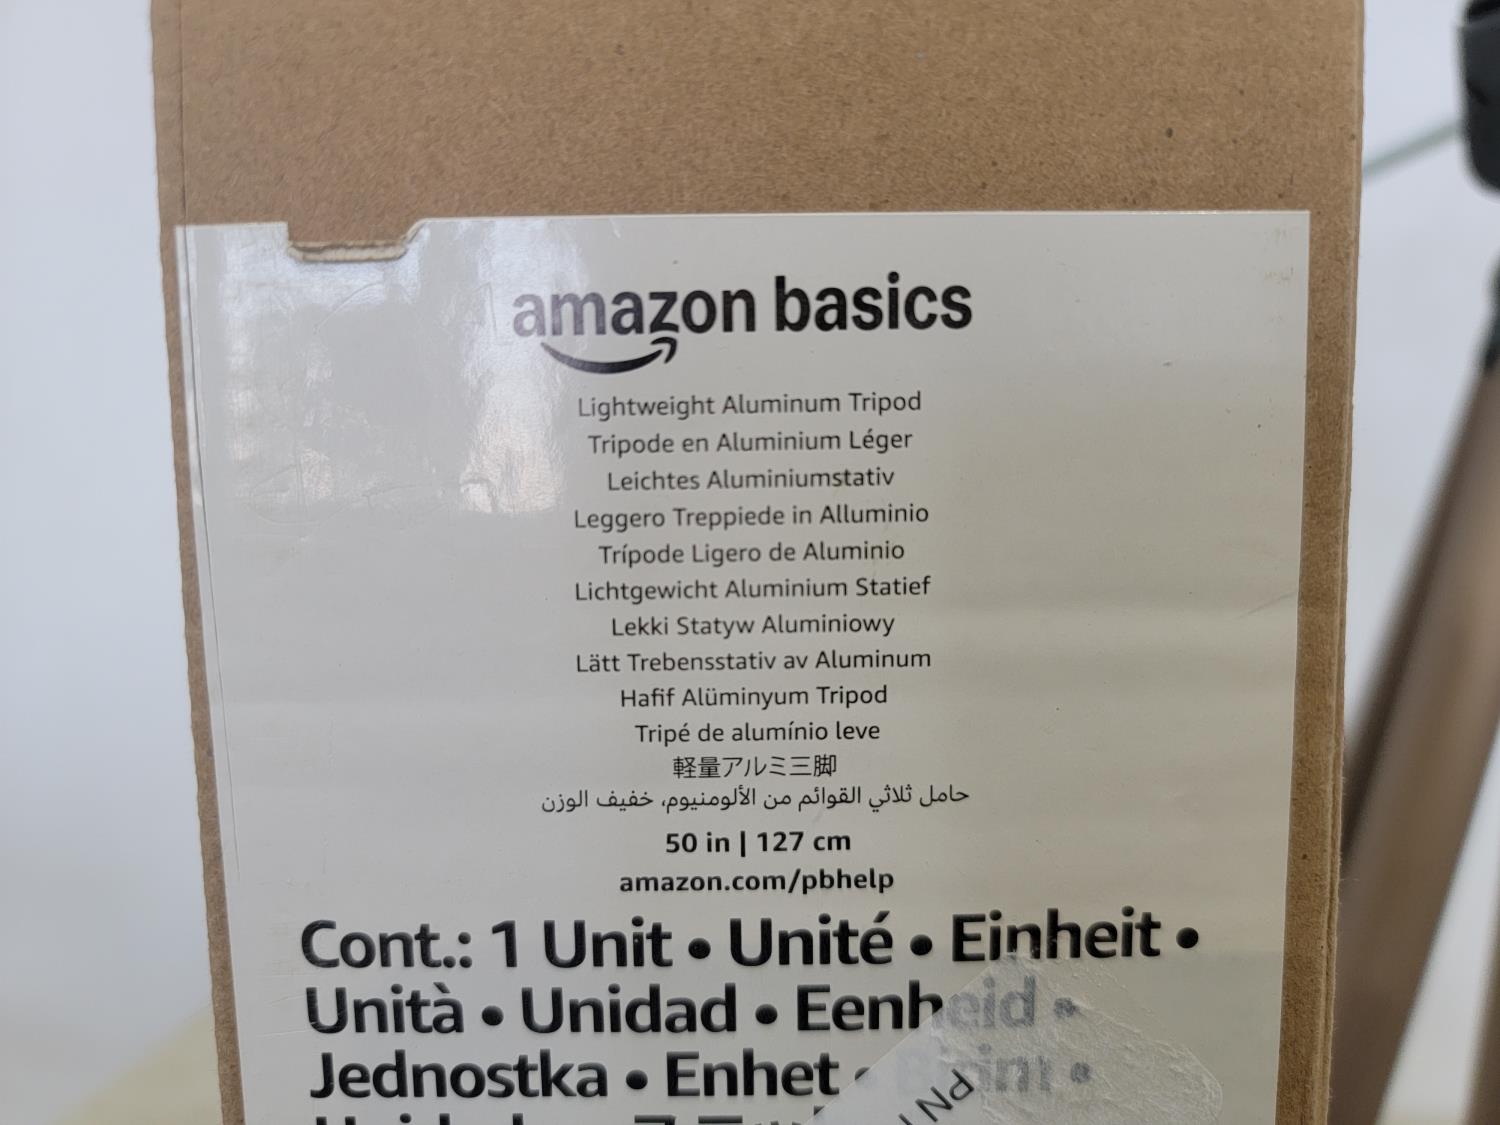 amazon basics
Lightweight Aluminum Tripod
Tripode en Aluminium Léger
Leichtes Aluminiumstativ
Leggero Treppiede in Alluminio
Trípode Ligero de Aluminio
Lichtgewicht Aluminium Statief
Lekki Statyw Aluminiowy
Lätt Trebensstativ av Aluminum
Hafif Alüminyum Tripod
Tripé de alumínio leve
軽量アルミ三脚
حامل ثلاثي القوائم من الألومنيوم، خفيف الوزن
50 in | 127 cm
amazon.com/pbhelp
Cont.: 1 Unit • Unité • Einheit •
Unità • Unidad • Eenheid •
Jednostka • Enhet • Birim •
PN